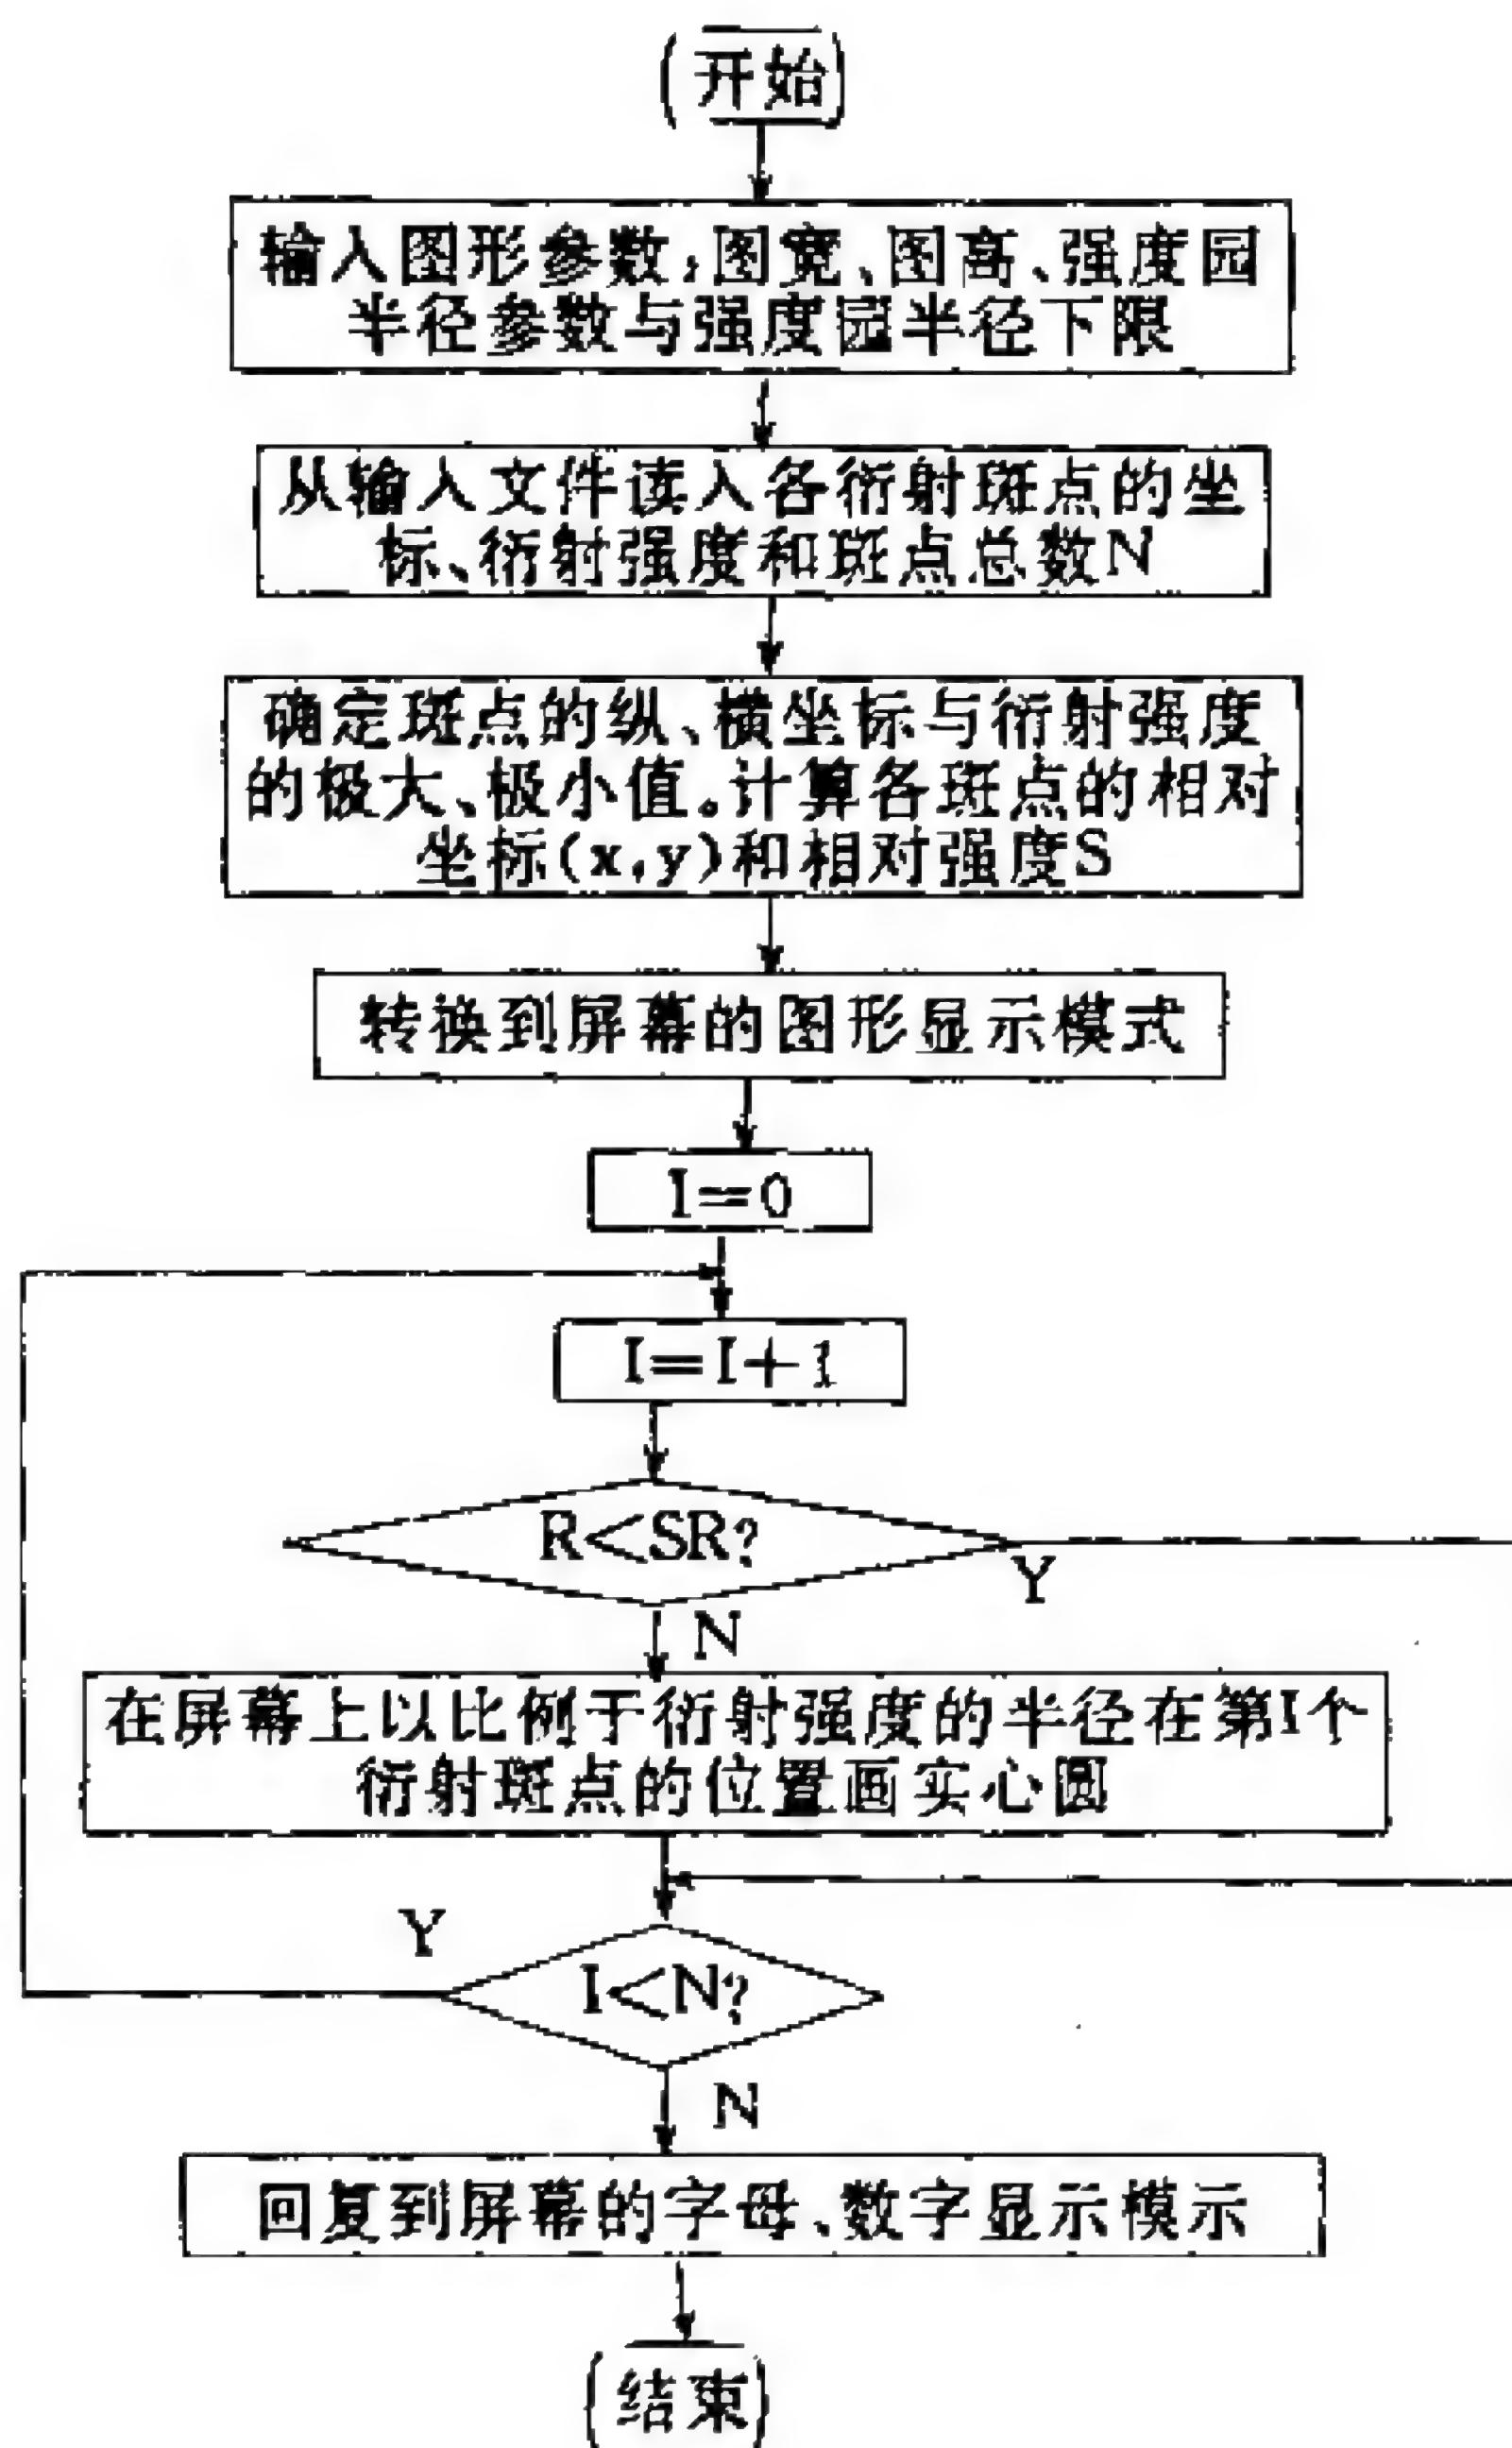 开始
输入图形参数,图宽、图高、强度园
半径参数与强度园半径下限
从输入文件读入各衍射斑点的坐
标、衍射强度和斑点总数N
确定斑点的纵、横坐标与衍射强度
的极大、极小值。计算各斑点的相对
坐标(x,y)和相对强度S
转换到屏幕的图形显示模式
I=0
I=I+1
R<SR?
Y
N
在屏幕上以比例于衍射强度的半径在第I个
衍射斑点的位置画实心圆
Y
I<N?
N
回复到屏幕的字母、数字显示模示
结束